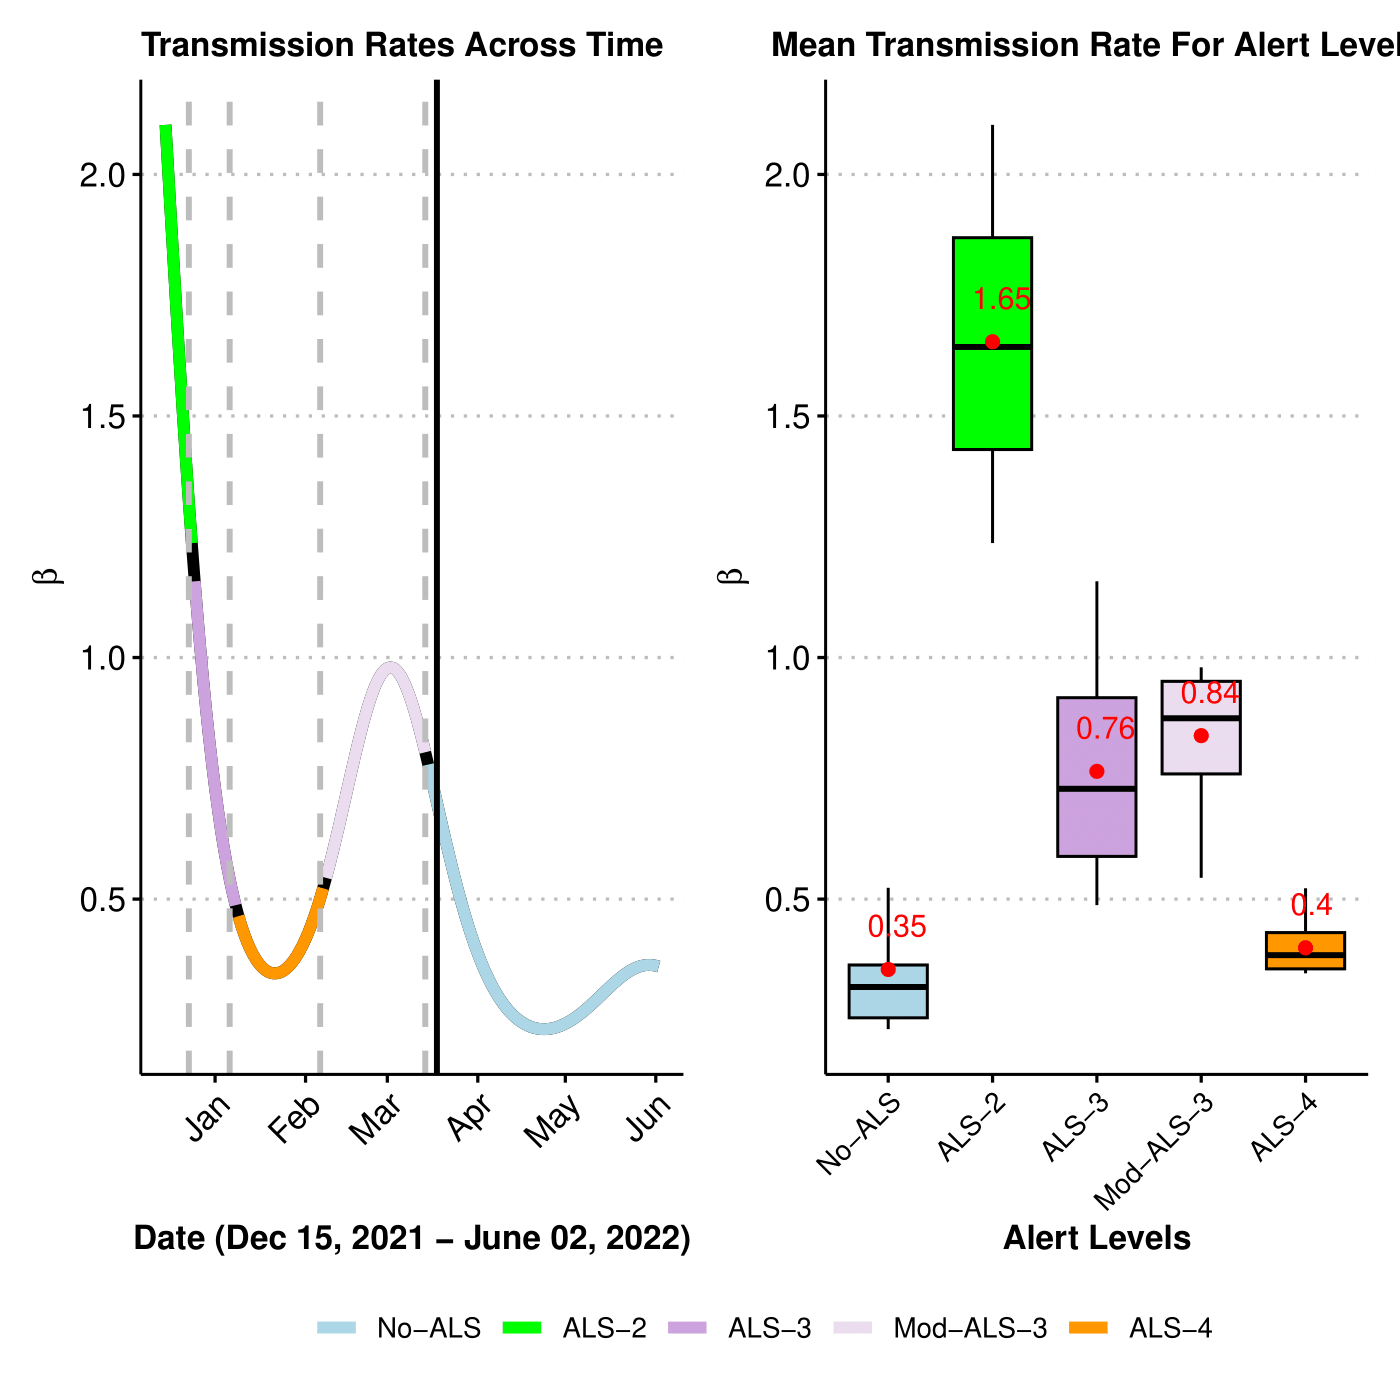 Transmission Rates Across Time
β
2.0
1.5
1.0
0.5
Jan
Feb
Mar
Apr
May
Jun
Date (Dec 15, 2021 – June 02, 2022)
Mean Transmission Rate For Alert Level
β
2.0
1.5
1.0
0.5
1.65
0.76
0.84
0.35
0.4
No–ALS
ALS–2
ALS–3
Mod–ALS–3
ALS–4
Alert Levels
No–ALS ALS–2 ALS–3 Mod–ALS–3 ALS–4